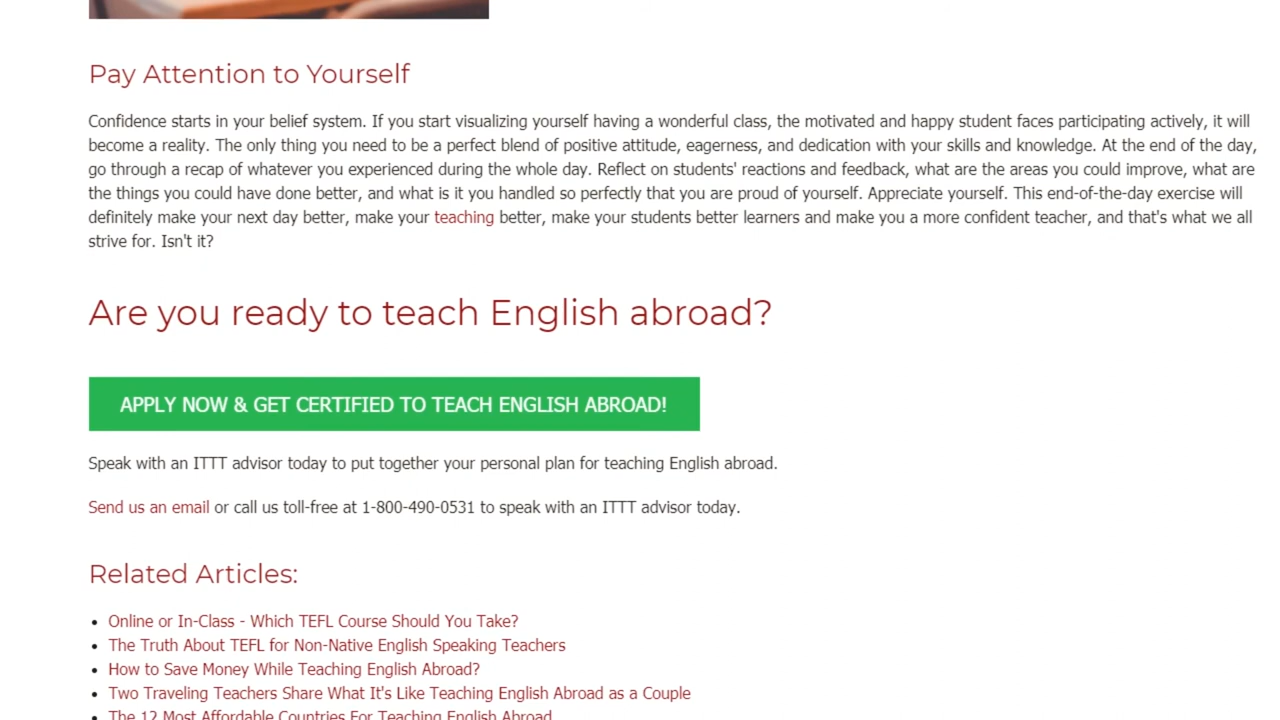 Pay Attention to Yourself
Confidence starts in your belief system. If you start visualizing yourself having a wonderful class, the motivated and happy student faces participating actively, it will
become a reality. The only thing you need to be a perfect blend of positive attitude, eagerness, and dedication with your skills and knowledge. At the end of the day,
go through a recap of whatever you experienced during the whole day. Reflect on students' reactions and feedback, what are the areas you could improve, what are
the things you could have done better, and what is it you handled so perfectly that you are proud of yourself. Appreciate yourself. This end-of-the-day exercise will
definitely make your next day better, make your teaching better, make your students better learners and make you a more confident teacher, and that's what we all
strive for. Isn't it?
Are you ready to teach English abroad?
APPLY NOW & GET CERTIFIED TO TEACH ENGLISH ABROAD!
Speak with an ITTT advisor today to put together your personal plan for teaching English abroad.
Send us an email or call us toll-free at 1-800-490-0531 to speak with an ITTT advisor today.
Related Articles:
• Online or In-Class - Which TEFL Course Should You Take?
• The Truth About TEFL for Non-Native English Speaking Teachers
• How to Save Money While Teaching English Abroad?
• Two Traveling Teachers Share What It's Like Teaching English Abroad as a Couple
• The 12 Most Affordable Countries For Teaching English Abroad